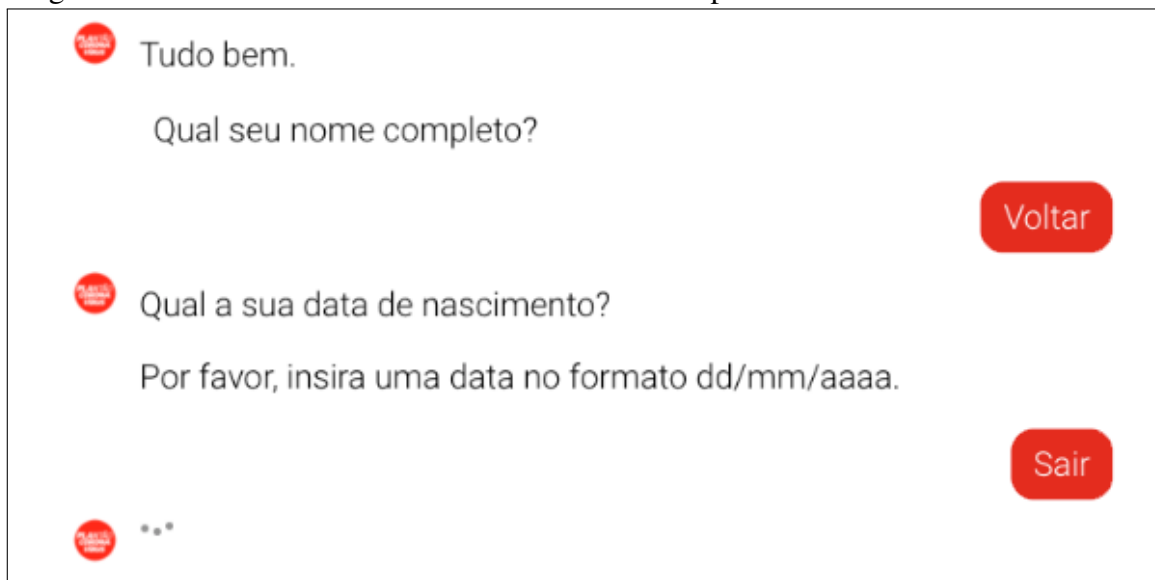 Tudo bem.
Qual seu nome completo?
Voltar
Qual a sua data de nascimento?
Por favor, insira uma data no formato dd/mm/aaaa.
Sair